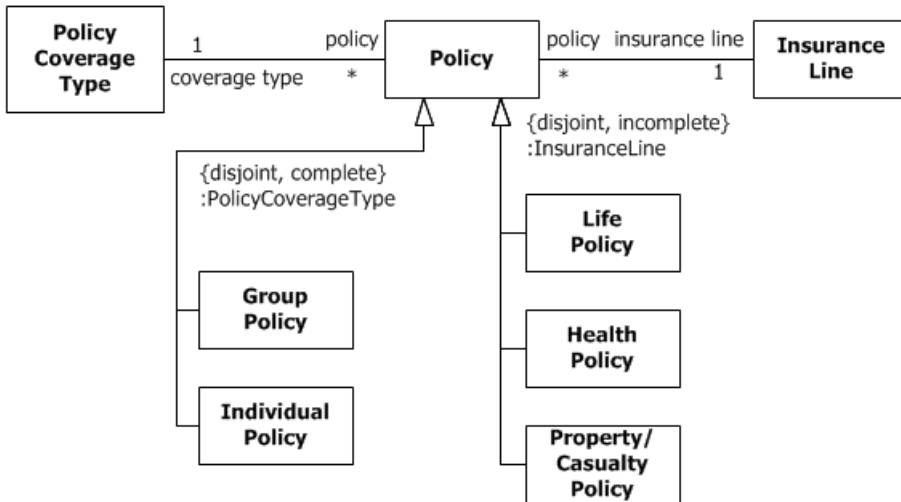 Policy
Coverage
Type
1
policy
coverage type
*
Policy
policy
insurance line
*
1
Insurance
Line
{disjoint, complete}
:PolicyCoverageType
{disjoint, incomplete}
:InsuranceLine
Group
Policy
Individual
Policy
Life
Policy
Health
Policy
Property/
Casualty
Policy